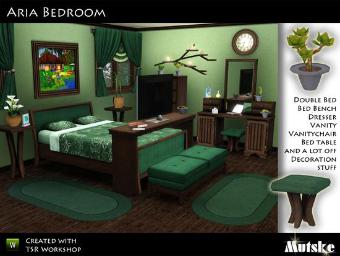 Aria Bedroom
Double Bed
Bed Bench
Dresser
Vanity
Vanitychair
Bed table
and a lot off
Decoration
stuff
Created with
TSR Workshop
Mutske